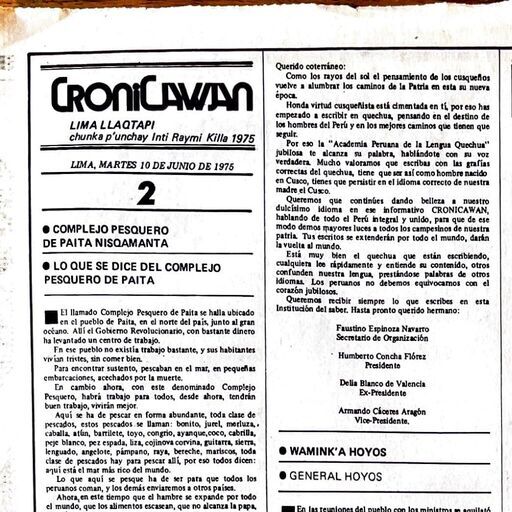 CRONICAWAN
LIMA LLAQTAPI
chunka p'unchay Inti Raymi Killa 1975
LIMA, MARTES 10 DE JUNIO DE 1975
2
● COMPLEJO PESQUERO
DE PAITA NISQAMANTA
● LO QUE SE DICE DEL COMPLEJO
PESQUERO DE PAITA
El llamado Complejo Pesquero de Paita se halla ubicado
en el pueblo de Paita, en el norte del país, junto al gran
océano. Allí el Gobierno Revolucionario, con bastante dinero
ha levantado un centro de trabajo.
En ese pueblo no existía trabajo bastante, y sus habitantes
vivían tristes, sin comer bien.
Para encontrar sustento, pescaban en el mar, en pequeñas
embarcaciones, acechados por la muerte.
En cambio ahora, con este denominado Complejo
Pesquero, habrá trabajo para todos, desde ahora, tendrán
buen trabajo, vivirán mejor.
Aquí se ha de pescar en forma abundante, toda clase de
pescados, estos pescados se llaman: bonito, jurel, merluza,
caballa, atún, bartilete, toyo, congrio, ayanque, coco, cabrilla,
peje blanco, pez espada, liza, cojinova corvina, guitarra, sierra,
lenguado, angelote, pámpano, raya, bereche, mariscos, toda
clase de pescados hay para pescar allí, por eso todos dicen:
aquí está el mar más rico del mundo.
Lo que aquí se pesque ha de ser para que todos los
peruanos coman, y los demás enviaremos a otros países.
Ahora, en este tiempo que el hambre se expande por todo
el mundo, que los alimentos escasean, que no alcanza la papa,
Querido coterráneo:
Como los rayos del sol el pensamiento de los cusqueños
vuelve a alumbrar los caminos de la Patria en esta su nueva
época.
Honda virtud cusqueñista está cimentada en tí, por eso has
empezado a escribir en quechua, pensando en el destino de
los hombres del Perú y en los mejores caminos que tienen que
seguir.
Por eso la "Academia Peruana de la Lengua Quechua"
jubilosa te alcanza su palabra, hablándote con su voz
verdadera. Mucho valoramos que escribas con las grafías
correctas del quechua, tiene que ser así como hombre nacido
en Cusco, tienes que persistir en el idioma correcto de nuestra
madre el Cusco.
Queremos que continúes dando belleza a nuestro
dulcísimo idioma en ese informativo CRONICAWAN,
hablando de todo el Perú integral y unido, para que de ese
modo demos mayores luces a todos los campesinos de nuestra
patria. Tus escritos se extenderán por todo el mundo, darán
la vuelta al mundo.
Está muy bien el quechua que están escribiendo,
cualquiera lee rápidamente y entiende su contenido, otros
confunden nuestra lengua, prestándose palabras de otros
idiomas. Los peruanos no debemos equivocarnos con el
corazón jubilosos.
Queremos recibir siempre lo que escribes en esta
Institución del saber. Hasta pronto querido hermano:
Faustino Espinoza Navarro
Secretario de Organización
Humberto Concha Flórez
Presidente
Delia Blanco de Valencia
Ex-Presidente
Armando Cáceres Aragón
Vice-Presidente.
● WAMINK'A HOYOS
● GENERAL HOYOS
En las reuniones del pueblo con los ministros en aquilató